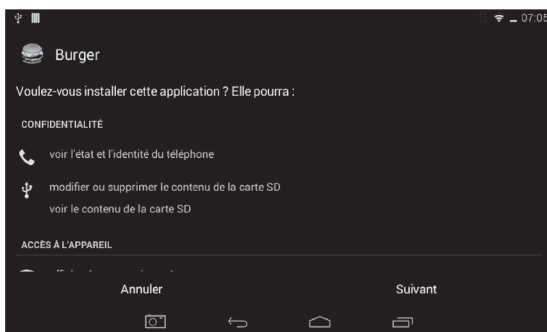 07:05
Burger
Voulez-vous installer cette application ? Elle pourra :
CONFIDENTIALITÉ
voir l'état et l'identité du téléphone
modifier ou supprimer le contenu de la carte SD
voir le contenu de la carte SD
ACCÈS À L'APPAREIL
Annuler
Suivant